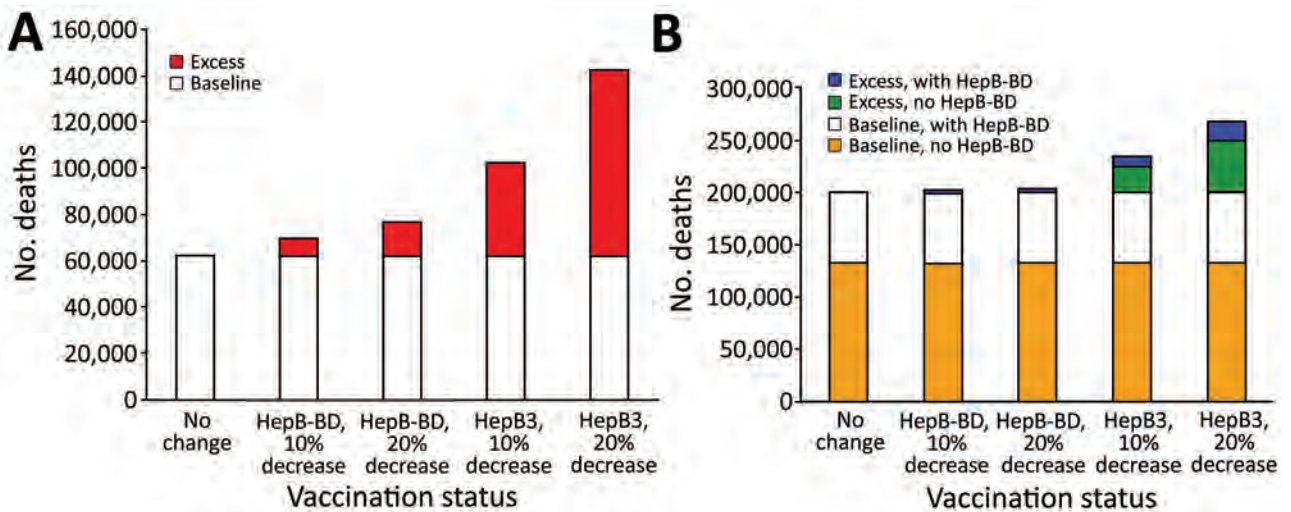 A
160,000
140,000
120,000
100,000
80,000
60,000
40,000
20,000
0
No. deaths
Excess
Baseline
No change
HepB-BD, 10% decrease
HepB-BD, 20% decrease
HepB3, 10% decrease
HepB3, 20% decrease
Vaccination status
B
300,000
250,000
200,000
150,000
100,000
50,000
0
No. deaths
Excess, with HepB-BD
Excess, no HepB-BD
Baseline, with HepB-BD
Baseline, no HepB-BD
No change
HepB-BD, 10% decrease
HepB-BD, 20% decrease
HepB3, 10% decrease
HepB3, 20% decrease
Vaccination status